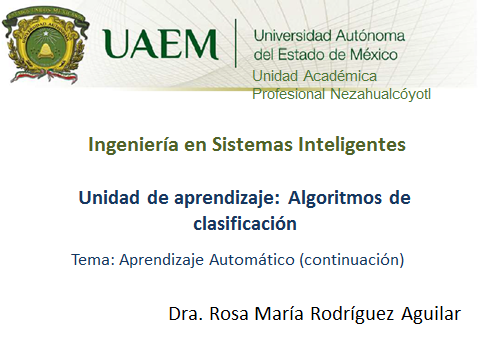 UAEM
Universidad Autónoma
del Estado de México
Unidad Académica
Profesional Nezahualcóyotl
Ingeniería en Sistemas Inteligentes
Unidad de aprendizaje: Algoritmos de
clasificación
Tema: Aprendizaje Automático (continuación)
Dra. Rosa María Rodríguez Aguilar